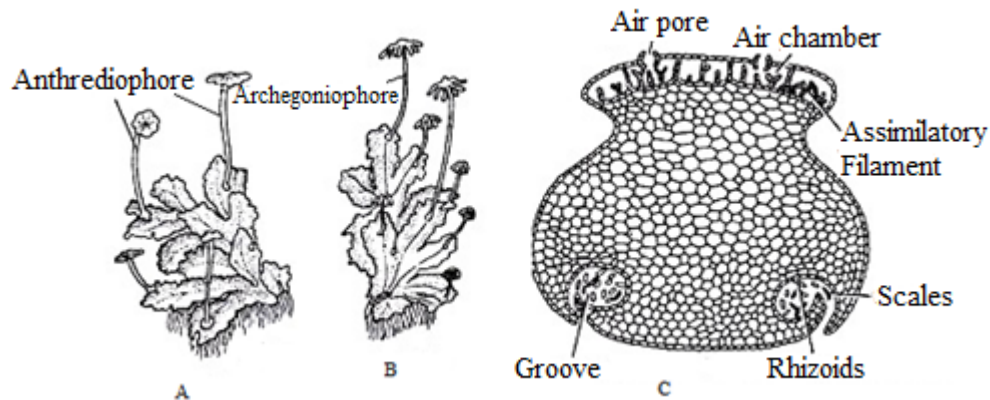 Air pore
Air chamber
Anthrediophore
Archegoniophore
Assimilatory
Filament
Scales
Groove
Rhizoids
A
B
C